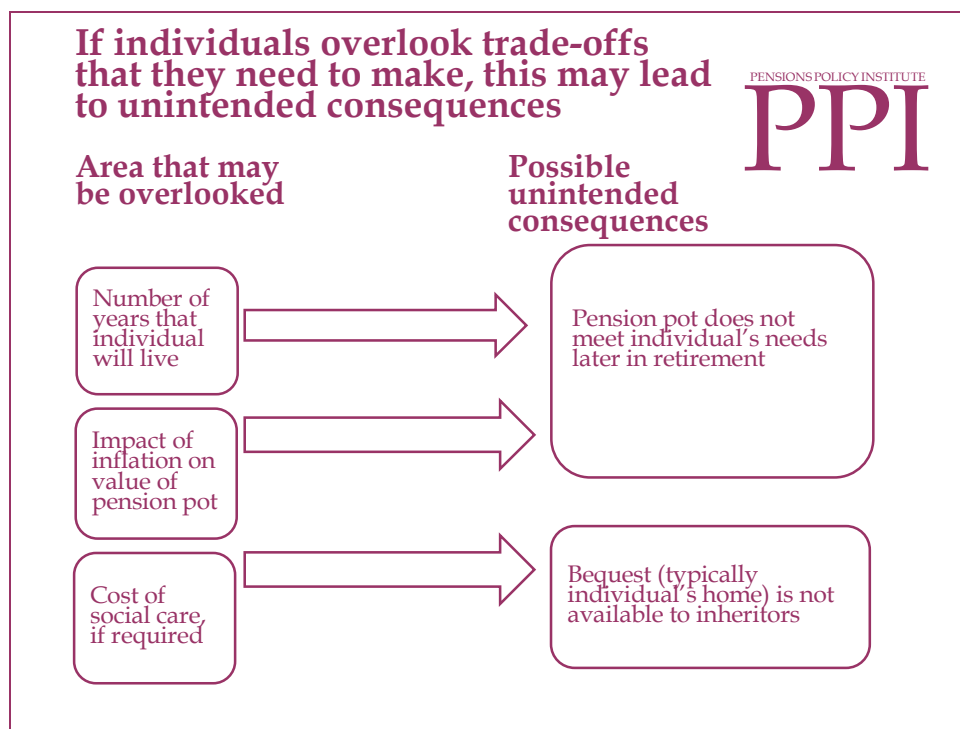 If individuals overlook trade-offs
that they need to make, this may lead
to unintended consequences
PENSIONS POLICY INSTITUTE
PPI
Area that may
be overlooked
Possible
unintended
consequences
Number of
years that
individual
will live
Pension pot does not
meet individual’s needs
later in retirement
Impact of
inflation on
value of
pension pot
Cost of
social care,
if required
Bequest (typically
individual’s home) is not
available to inheritors